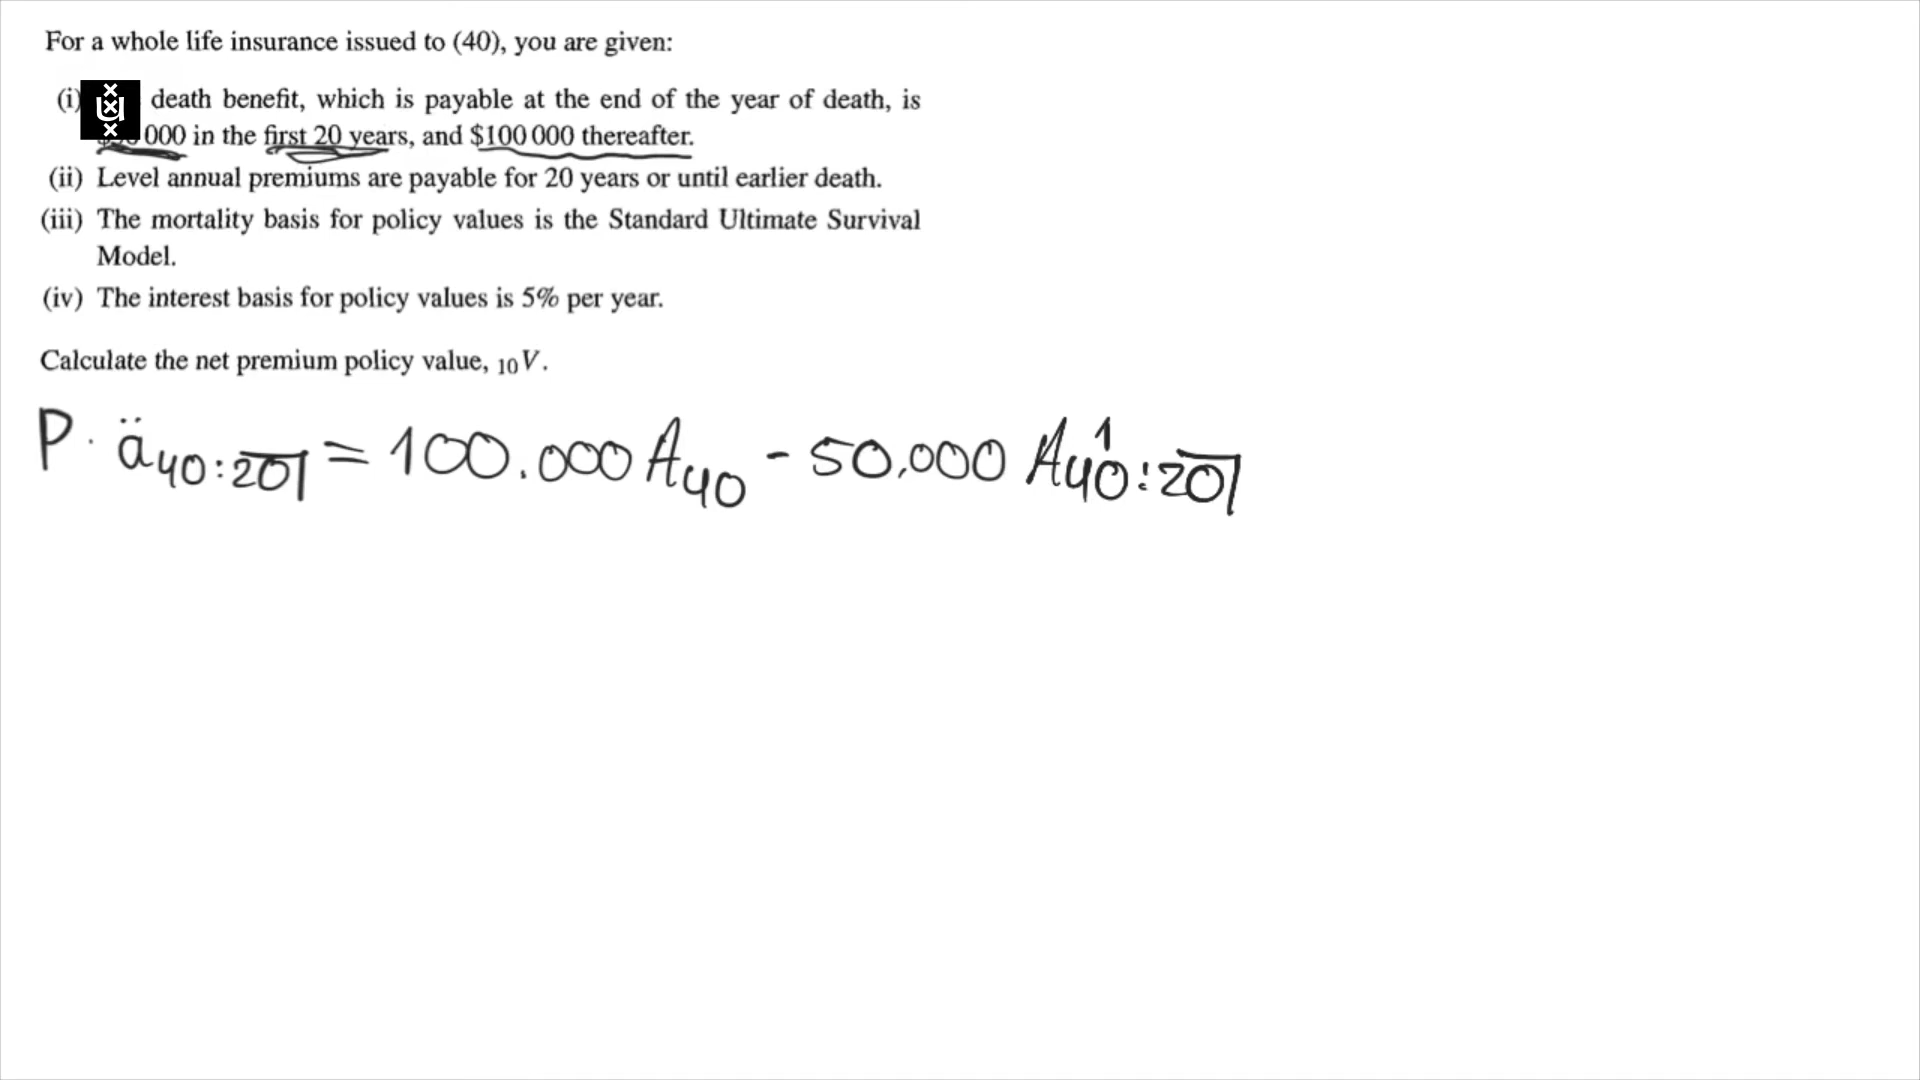 For a whole life insurance issued to (40), you are given:
(i) death benefit, which is payable at the end of the year of death, is
000 in the first 20 years, and $100 000 thereafter.
(ii) Level annual premiums are payable for 20 years or until earlier death.
(iii) The mortality basis for policy values is the Standard Ultimate Survival
Model.
(iv) The interest basis for policy values is 5% per year.
Calculate the net premium policy value, ₁₀V.
P · ä₄₀:₂₀̅| = 100.000 A₄₀ - 50.000 A¹₄₀:₂₀̅|